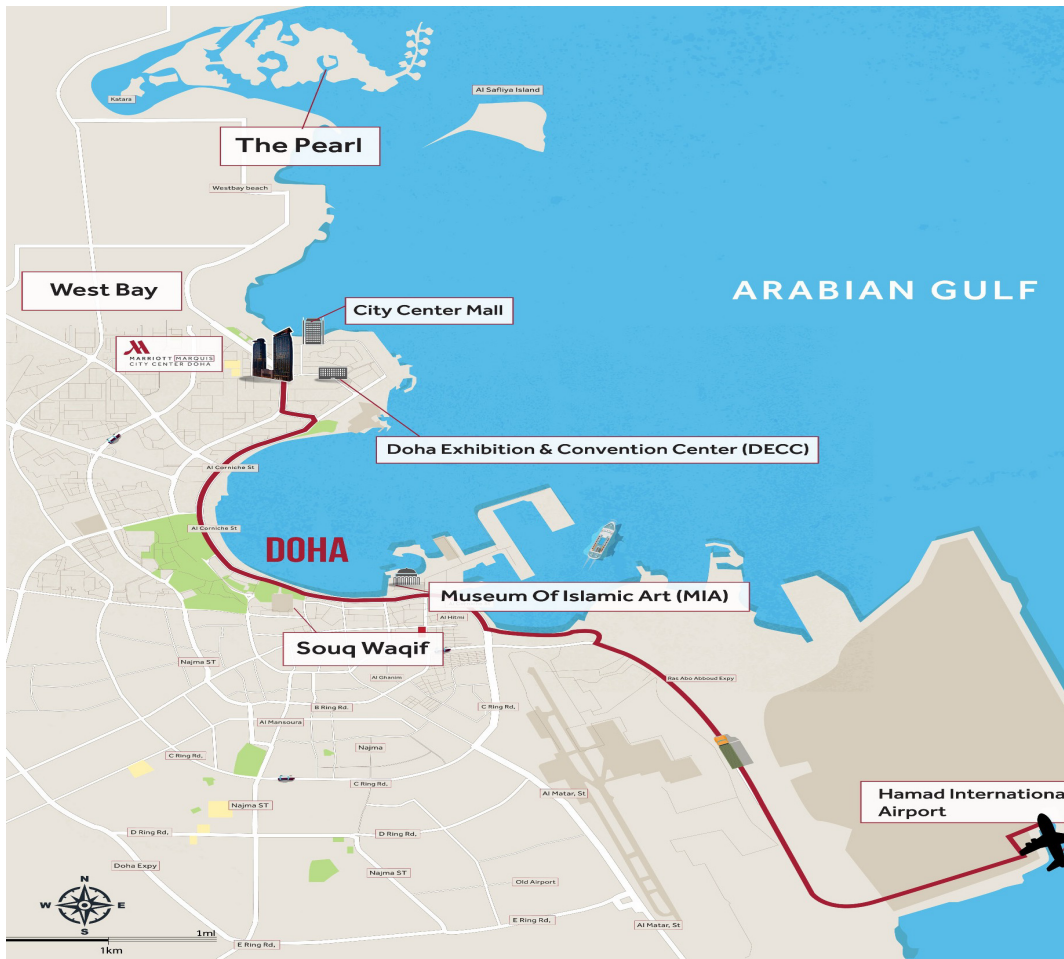 Al Safliya Island
Katara
The Pearl
Westbay beach
West Bay
ARABIAN GULF
City Center Mall
MARRIOTT MARQUIS
CITY CENTER DOHA
Doha Exhibition & Convention Center (DECC)
Al Corniche St
Al Corniche St
DOHA
Museum Of Islamic Art (MIA)
Al Hitmi
Souq Waqif
Najma ST
Al Ghanim
Ras Abo Abboud Expy
B Ring Rd.
C Ring Rd,
Al Mansoura
Najma
C Ring Rd,
C Ring Rd,
Al Matar, St
Hamad Internationa
Airport
Najma ST
D Ring Rd,
D Ring Rd,
Doha Expy
Najma ST
Old Airport
N
W
E
S
E Ring Rd,
Al Matar, St
1ml
E Ring Rd,
1km